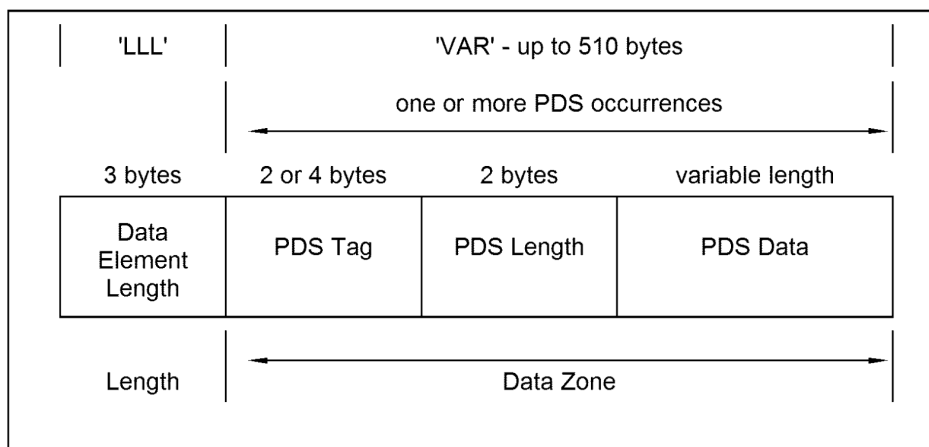 'LLL' 'VAR' - up to 510 bytes
one or more PDS occurrences
3 bytes 2 or 4 bytes 2 bytes variable length
Data
Element
Length
PDS Tag PDS Length PDS Data
Length Data Zone